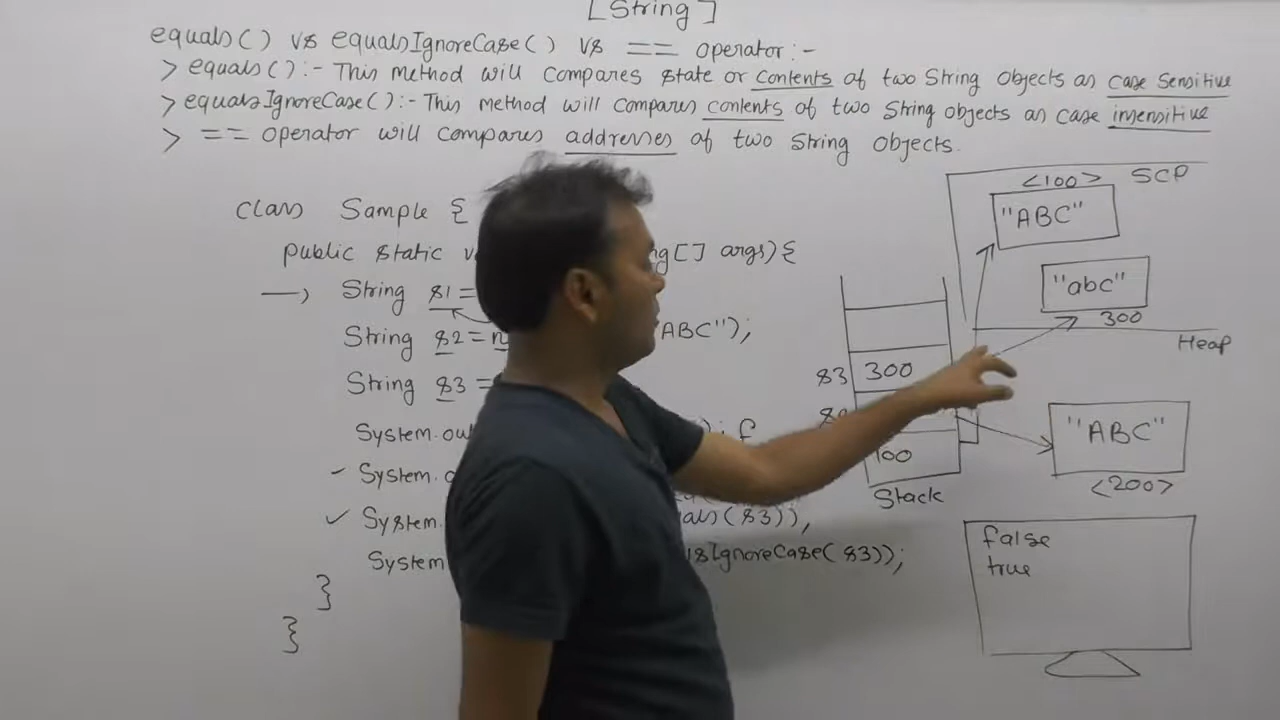 [String]
equals() vs equalsIgnoreCase() vs == operator:-
> equals():- This method will compares state or contents of two String Objects as case sensitive
> equalsIgnoreCase():- This method will compares contents of two String objects as case insensitive
> == operator will compares addresses of two String Objects.
class Sample {
public static v g[] args){
String s1 =
String s2 = n "ABC");
String s3 =
System.ou ); f
System.o
System. als(s3));
System sIgnoreCase(s3));
}
}
<100> SCP
"ABC"
"abc"
300
Heap
s3 300
100
Stack
"ABC"
<200>
false
true